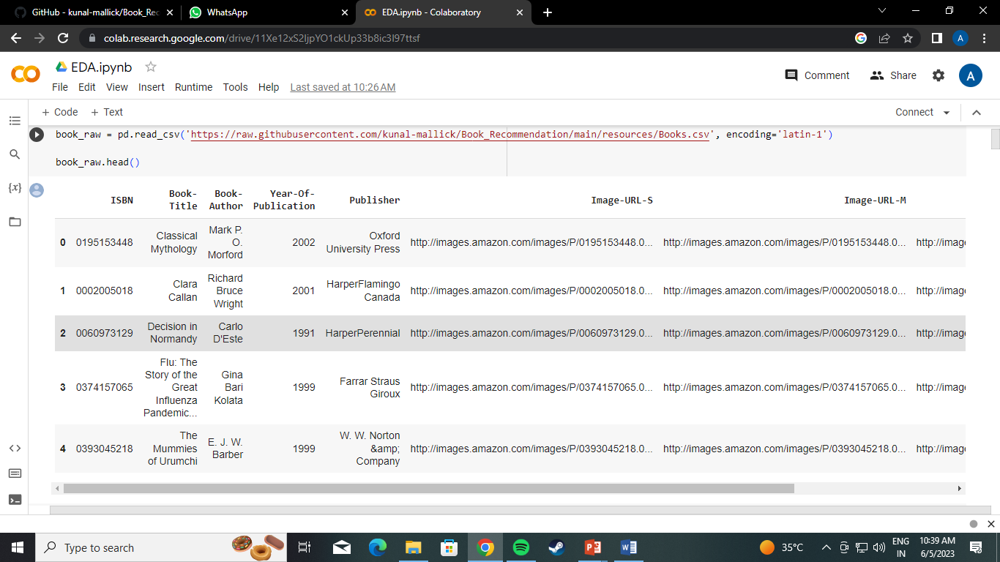 GitHub - kunal-mallick/Book_Rec
WhatsApp
EDA.ipynb - Colaboratory
colab.research.google.com/drive/11Xe12xS2IjpYO1ckUp33b8ic3I97ttsf
A
EDA.ipynb
Comment
Share
A
File Edit View Insert Runtime Tools Help Last saved at 10:26 AM
+ Code + Text
Connect
book_raw = pd.read_csv('https://raw.githubusercontent.com/kunal-mallick/Book_Recommendation/main/resources/Books.csv', encoding='latin-1')
book_raw.head()
{x}
ISBN Book-Title Book-Author Year-Of-Publication Publisher Image-URL-S Image-URL-M
0 0195153448 Classical Mythology Mark P. O. Morford 2002 Oxford University Press http://images.amazon.com/images/P/0195153448.0... http://images.amazon.com/images/P/0195153448.0... http://imag
1 0002005018 Clara Callan Richard Bruce Wright 2001 HarperFlamingo Canada http://images.amazon.com/images/P/0002005018.0... http://images.amazon.com/images/P/0002005018.0... http://imag
2 0060973129 Decision in Normandy Carlo D'Este 1991 HarperPerennial http://images.amazon.com/images/P/0060973129.0... http://images.amazon.com/images/P/0060973129.0... http://imag
3 0374157065 Flu: The Story of the Great Influenza Pandemic... Gina Bari Kolata 1999 Farrar Straus Giroux http://images.amazon.com/images/P/0374157065.0... http://images.amazon.com/images/P/0374157065.0... http://imag
4 0393045218 The Mummies of Urumchi E. J. W. Barber 1999 W. W. Norton &amp;amp; Company http://images.amazon.com/images/P/0393045218.0... http://images.amazon.com/images/P/0393045218.0... http://imag
Type to search
35°C
ENG
IN
10:39 AM
6/5/2023